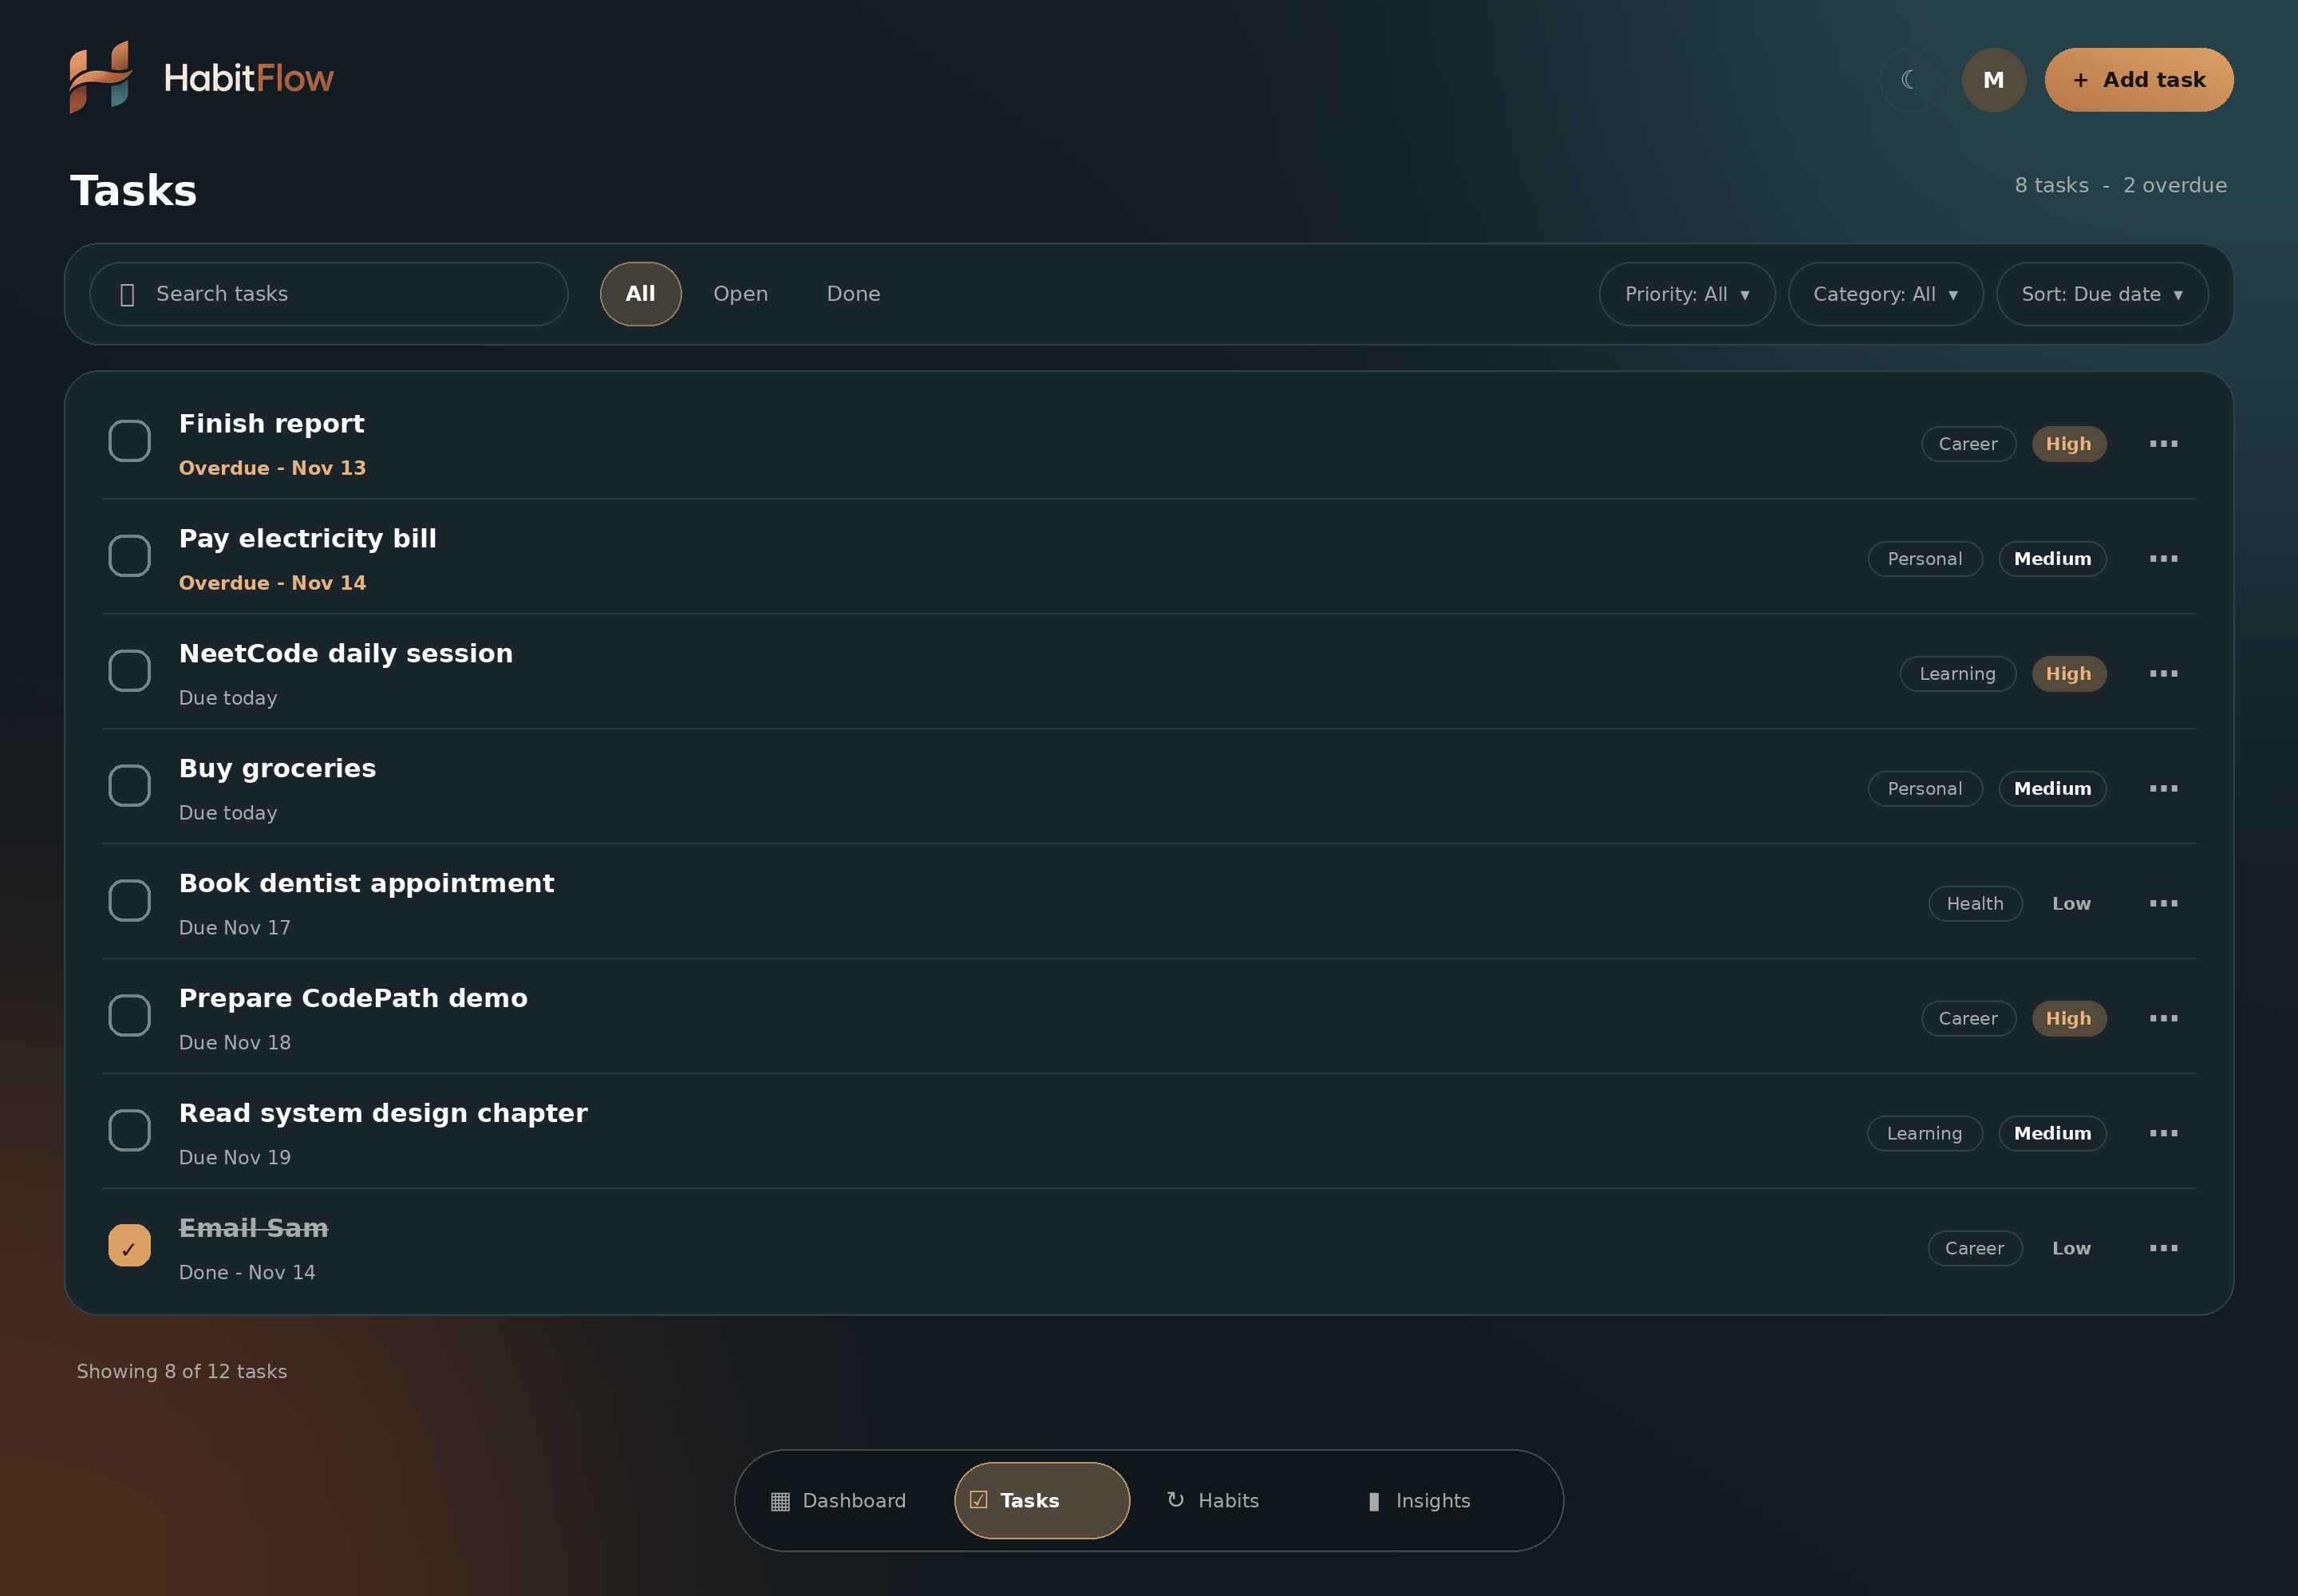 HabitFlow
☾ M + Add task
Tasks
8 tasks - 2 overdue
Search tasks All Open Done Priority: All ▾ Category: All ▾ Sort: Due date ▾
Finish report
Overdue - Nov 13
Career High ...
Pay electricity bill
Overdue - Nov 14
Personal Medium ...
NeetCode daily session
Due today
Learning High ...
Buy groceries
Due today
Personal Medium ...
Book dentist appointment
Due Nov 17
Health Low ...
Prepare CodePath demo
Due Nov 18
Career High ...
Read system design chapter
Due Nov 19
Learning Medium ...
✓ Email Sam
Done - Nov 14
Career Low ...
Showing 8 of 12 tasks
Dashboard Tasks Habits Insights